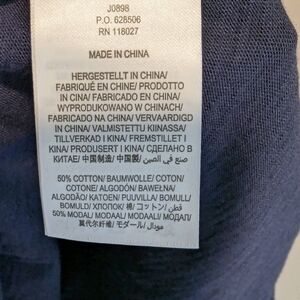 J0898
P.O. 628506
RN 118027
MADE IN CHINA
HERGESTELLT IN CHINA/
FABRIQUÉ EN CHINE/ PRODOTTO
IN CINA/ FABRICADO EN CHINA/
WYPRODUKOWANO W CHINACH/
FABRICADO NA CHINA/ VERVAARDIGD
IN CHINA/ VALMISTETTU KIINASSA/
TILLVERKAD I KINA/ FREMSTILLET I
KINA/ PRODUSERT I KINA/ СДЕЛАНО В
КИТАЕ/ 中国制造/ 中国製/ صنع في الصين
50% COTTON/ BAUMWOLLE/ COTON/
COTONE/ ALGODÓN/ BAWEŁNA/
ALGODÃO/ KATOEN/ PUUVILLA/ BOMULL/
BOMULD/ ХЛОПОК/ 棉/ コットン/ قطن
50% MODAL/ MODAALI/ МОДАЛ/
莫代尔纤维/ モダール/ مودال